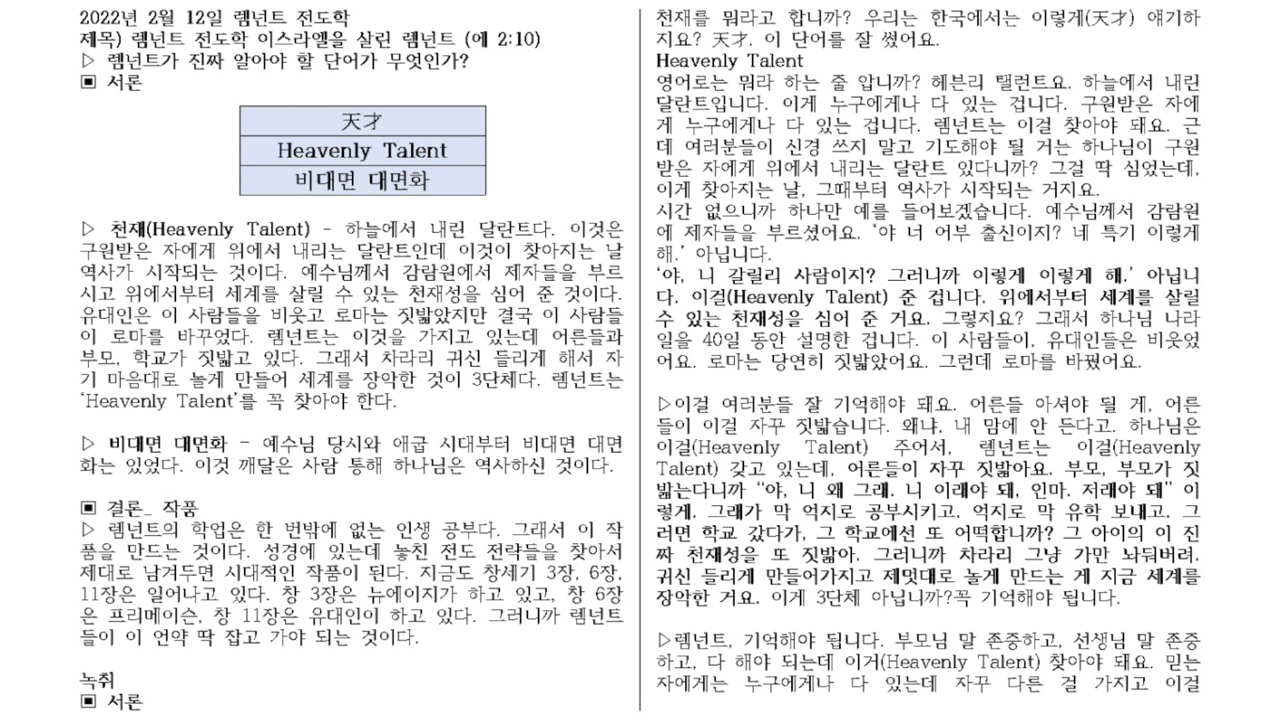 2022년 2월 12일 렘넌트 전도학
제목) 렘넌트 전도학 이스라엘을 살린 렘넌트 (에 2:10)
▷ 렘넌트가 진짜 알아야 할 단어가 무엇인가?
▣ 서론
天才
Heavenly Talent
비대면 대면화
▷ 천재(Heavenly Talent) - 하늘에서 내린 달란트다. 이것은
구원받은 자에게 위에서 내리는 달란트인데 이것이 찾아지는 날
역사가 시작되는 것이다. 예수님께서 감람원에서 제자들을 부르
시고 위에서부터 세계를 살릴 수 있는 천재성을 심어 준 것이다.
유대인은 이 사람들을 비웃고 로마는 짓밟았지만 결국 이 사람들
이 로마를 바꾸었다. 렘넌트는 이것을 가지고 있는데 어른들과
부모, 학교가 짓밟고 있다. 그래서 차라리 귀신 들리게 해서 자
기 마음대로 놀게 만들어 세계를 장악한 것이 3단체다. 렘넌트는
‘Heavenly Talent’를 꼭 찾아야 한다.
▷ 비대면 대면화 - 예수님 당시와 애굽 시대부터 비대면 대면
화는 있었다. 이것 깨달은 사람 통해 하나님은 역사하신 것이다.
▣ 결론_ 작품
▷ 렘넌트의 학업은 한 번밖에 없는 인생 공부다. 그래서 이 작
품을 만드는 것이다. 성경에 있는데 놓친 전도 전략들을 찾아서
제대로 남겨두면 시대적인 작품이 된다. 지금도 창세기 3장, 6장,
11장은 일어나고 있다. 창 3장은 뉴에이지가 하고 있고, 창 6장
은 프리메이슨, 창 11장은 유대인이 하고 있다. 그러니까 렘넌트
들이 이 언약 딱 잡고 가야 되는 것이다.
녹취
▣ 서론
천재를 뭐라고 합니까? 우리는 한국에서는 이렇게(天才) 얘기하
지요? 天才. 이 단어를 잘 썼어요.
Heavenly Talent
영어로는 뭐라 하는 줄 압니까? 헤븐리 탤런트요. 하늘에서 내린
달란트입니다. 이게 누구에게나 다 있는 겁니다. 구원받은 자에
게 누구에게나 다 있는 겁니다. 렘넌트는 이걸 찾아야 돼요. 근
데 여러분들이 신경 쓰지 말고 기도해야 될 거는 하나님이 구원
받은 자에게 위에서 내리는 달란트 있다니까? 그걸 딱 심었는데,
이게 찾아지는 날, 그때부터 역사가 시작되는 거지요.
시간 없으니까 하나만 예를 들어보겠습니다. 예수님께서 감람원
에 제자들을 부르셨어요. ‘야 너 어부 출신이지? 네 특기 이렇게
해.’ 아닙니다.
‘야, 니 갈릴리 사람이지? 그러니까 이렇게 이렇게 해.’ 아닙니
다. 이걸(Heavenly Talent) 준 겁니다. 위에서부터 세계를 살릴
수 있는 천재성을 심어 준 거요. 그렇지요? 그래서 하나님 나라
일을 40일 동안 설명한 겁니다. 이 사람들이, 유대인들은 비웃었
어요. 로마는 당연히 짓밟았어요. 그런데 로마를 바꿨어요.
▷이걸 여러분들 잘 기억해야 돼요. 어른들 아셔야 될 게, 어른
들이 이걸 자꾸 짓밟습니다. 왜냐, 내 맘에 안 든다고. 하나님은
이걸(Heavenly Talent) 주어서, 렘넌트는 이걸(Heavenly
Talent) 갖고 있는데, 어른들이 자꾸 짓밟아요. 부모, 부모가 짓
밟는다니까 “야, 니 왜 그래. 니 이래야 돼, 인마. 저래야 돼” 이
렇게. 그래가 막 억지로 공부시키고. 억지로 막 유학 보내고. 그
러면 학교 갔다가, 그 학교에선 또 어떡합니까? 그 아이의 이 진
짜 천재성을 또 짓밟아. 그러니까 차라리 그냥 가만 놔둬버려.
귀신 들리게 만들어가지고 제멋대로 놀게 만드는 게 지금 세계를
장악한 거요. 이게 3단체 아닙니까?꼭 기억해야 됩니다.
▷렘넌트, 기억해야 됩니다. 부모님 말 존중하고, 선생님 말 존중
하고, 다 해야 되는데 이거(Heavenly Talent) 찾아야 돼요. 믿는
자에게는 누구에게나 다 있는데 자꾸 다른 걸 가지고 이걸